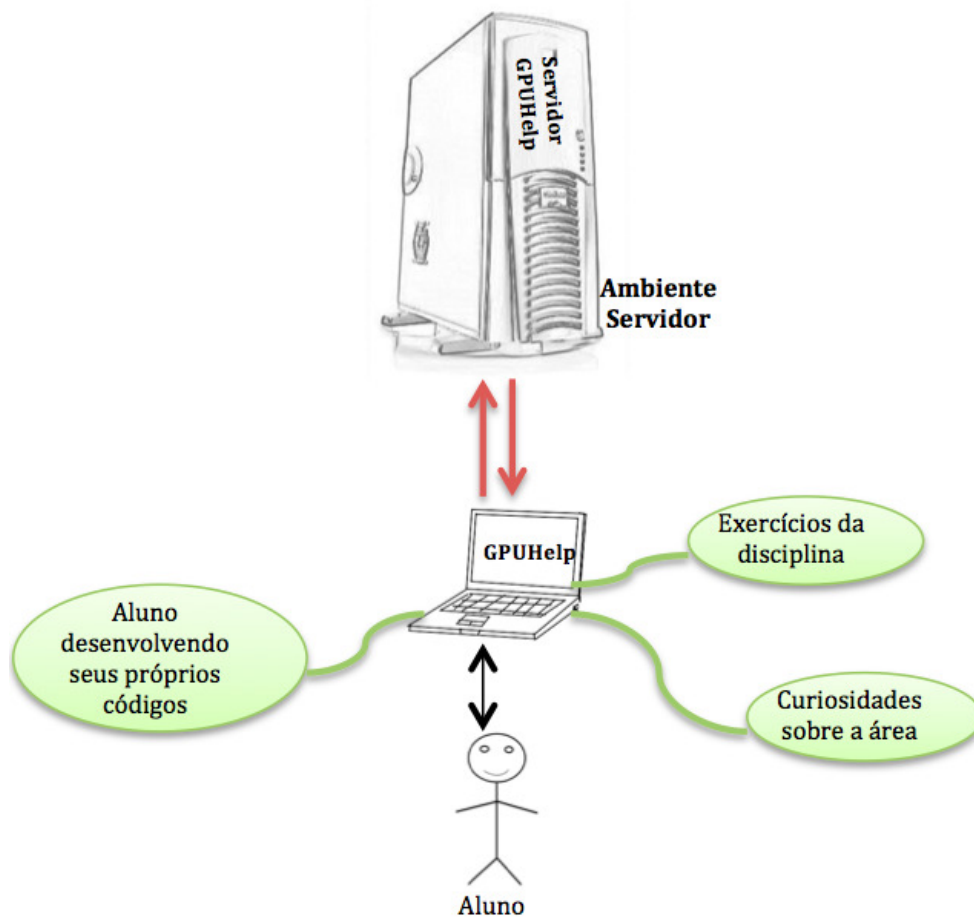 Servidor
GPUHelp
Ambiente
Servidor
GPUHelp
Exercícios da
disciplina
Aluno
desenvolvendo
seus próprios
códigos
Curiosidades
sobre a área
Aluno